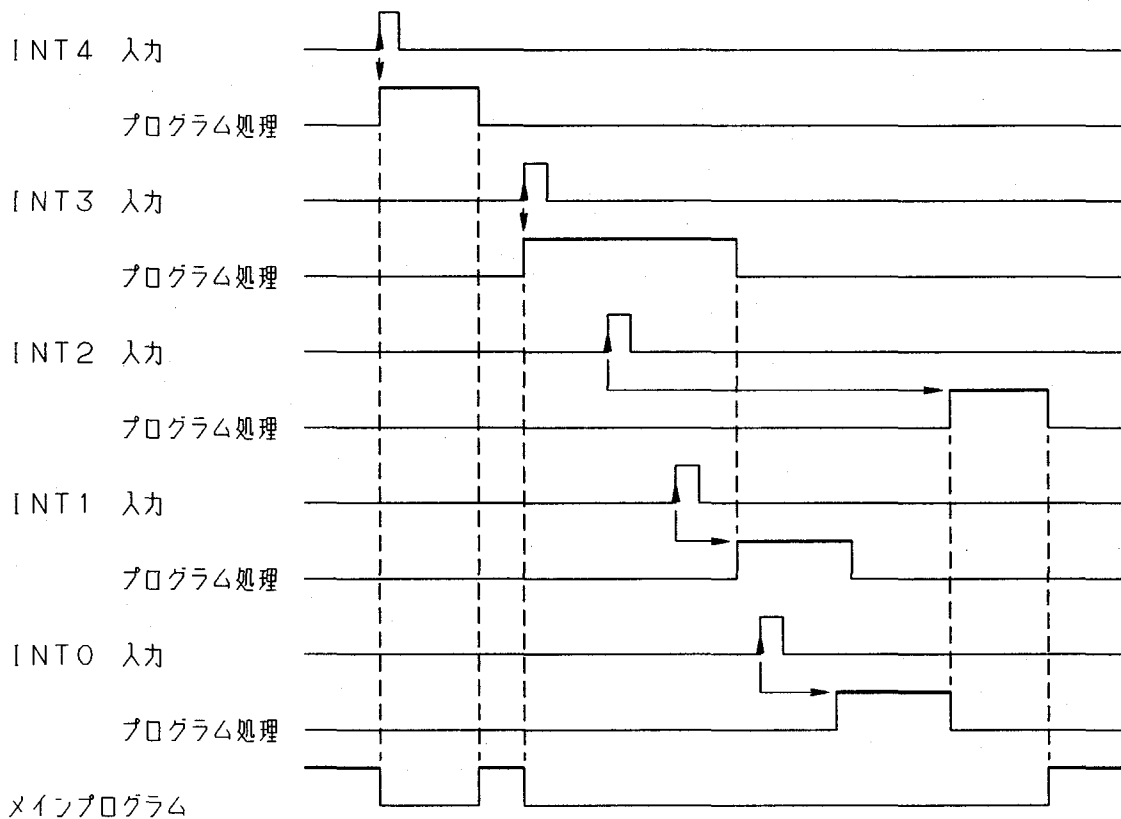 INT4 入力
プログラム処理
INT3 入力
プログラム処理
INT2 入力
プログラム処理
INT1 入力
プログラム処理
INT0 入力
プログラム処理
メインプログラム